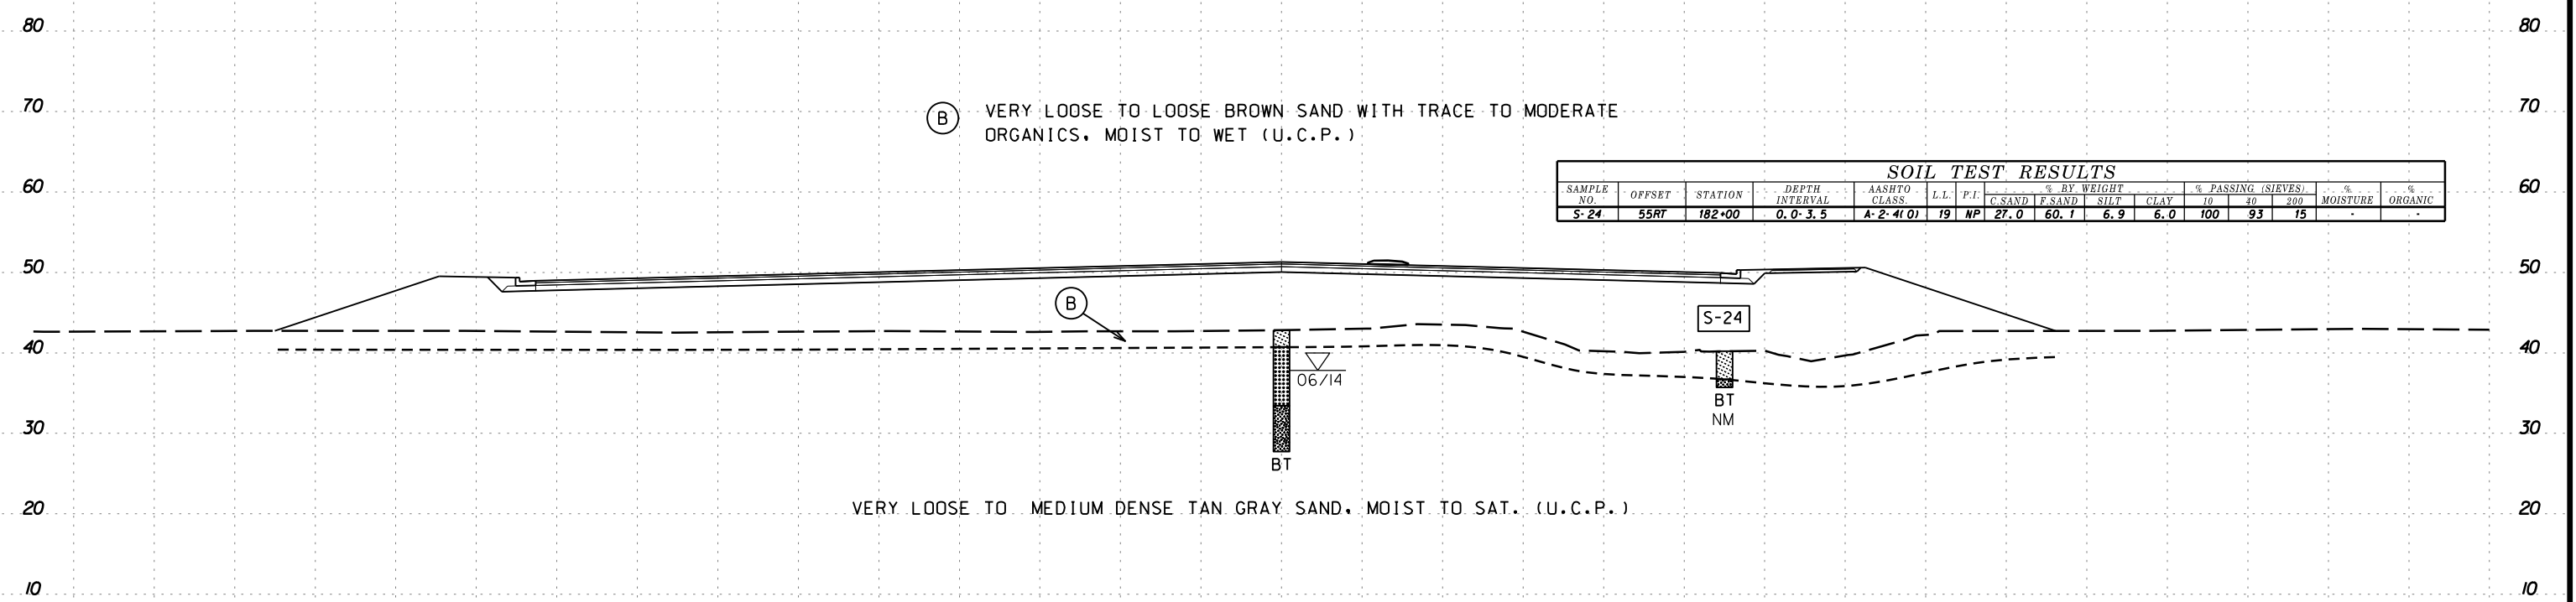 80 80
70 70
B VERY LOOSE TO LOOSE BROWN SAND WITH TRACE TO MODERATE
ORGANICS, MOIST TO WET (U.C.P.)
60 60
SOIL TEST RESULTS
SAMPLE NO. OFFSET STATION DEPTH INTERVAL AASHTO CLASS. L.L. P.I. % BY WEIGHT % PASSING (SIEVES) % MOISTURE % ORGANIC
C.SAND F.SAND SILT CLAY 10 40 200
S-24 55RT 182+00 0.0-3.5 A-2-4(0) 19 NP 27.0 60.1 6.9 6.0 100 93 15 - -
50 50
B
S-24
40 40
06/14
BT
NM
30 30
BT
20 20
VERY LOOSE TO MEDIUM DENSE TAN GRAY SAND, MOIST TO SAT. (U.C.P.)
10 10